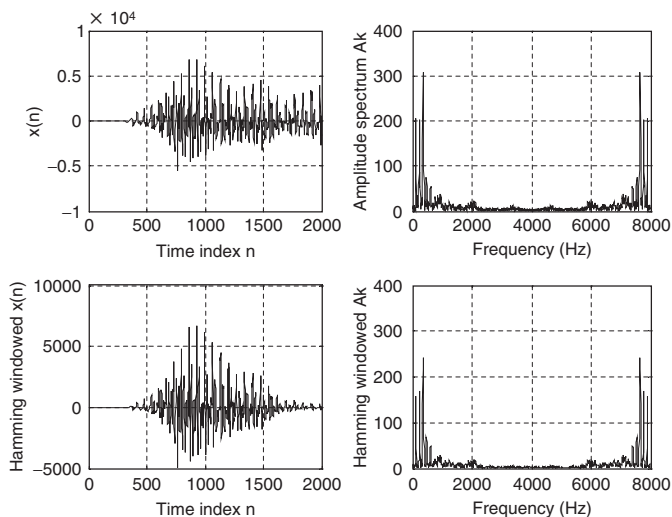 1 × 10⁴
1
0.5
0
−0.5
−1
x(n)
0 500 1000 1500 2000
Time index n
400
300
200
100
0
Amplitude spectrum Ak
0 2000 4000 6000 8000
Frequency (Hz)
10000
5000
0
−5000
Hamming windowed x(n)
0 500 1000 1500 2000
Time index n
400
300
200
100
0
Hamming windowed Ak
0 2000 4000 6000 8000
Frequency (Hz)